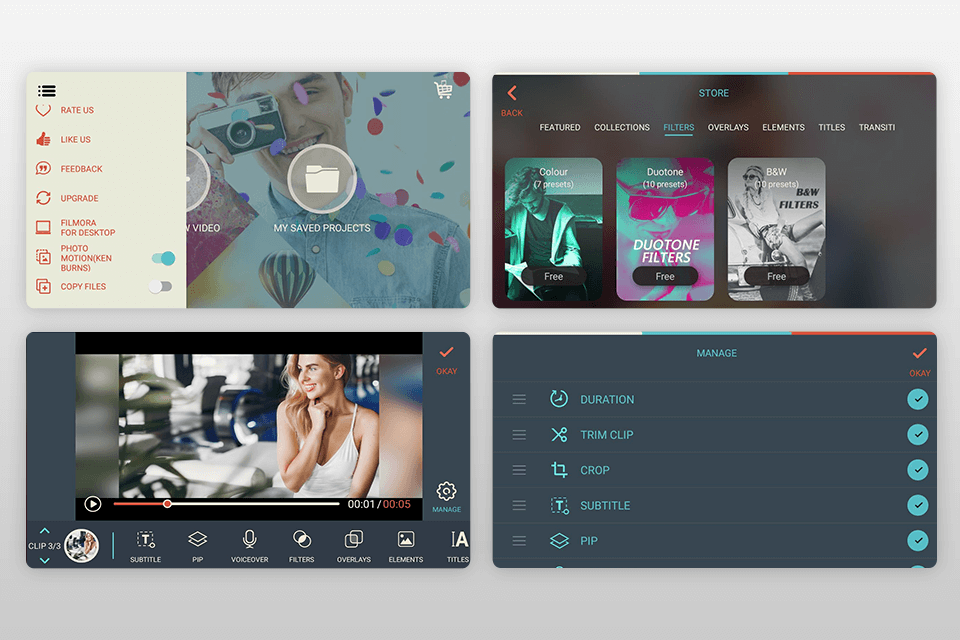 RATE US
LIKE US
FEEDBACK
UPGRADE
FILMORA
FOR DESKTOP
PHOTO
MOTION(KEN
BURNS)
COPY FILES
VIDEO
MY SAVED PROJECTS
BACK
STORE
FEATURED COLLECTIONS FILTERS OVERLAYS ELEMENTS TITLES TRANSITI
Colour
(7 presets)
Free
Duotone
(10 presets)
DUOTONE
FILTERS
Free
B&W
(10 presets)
B&W
FILTERS
Free
OKAY
00:01/00:05
MANAGE
CLIP 3/3
T
SUBTITLE PIP VOICEOVER FILTERS OVERLAYS ELEMENTS TITLES
MANAGE
OKAY
DURATION
TRIM CLIP
CROP
T
SUBTITLE
PIP